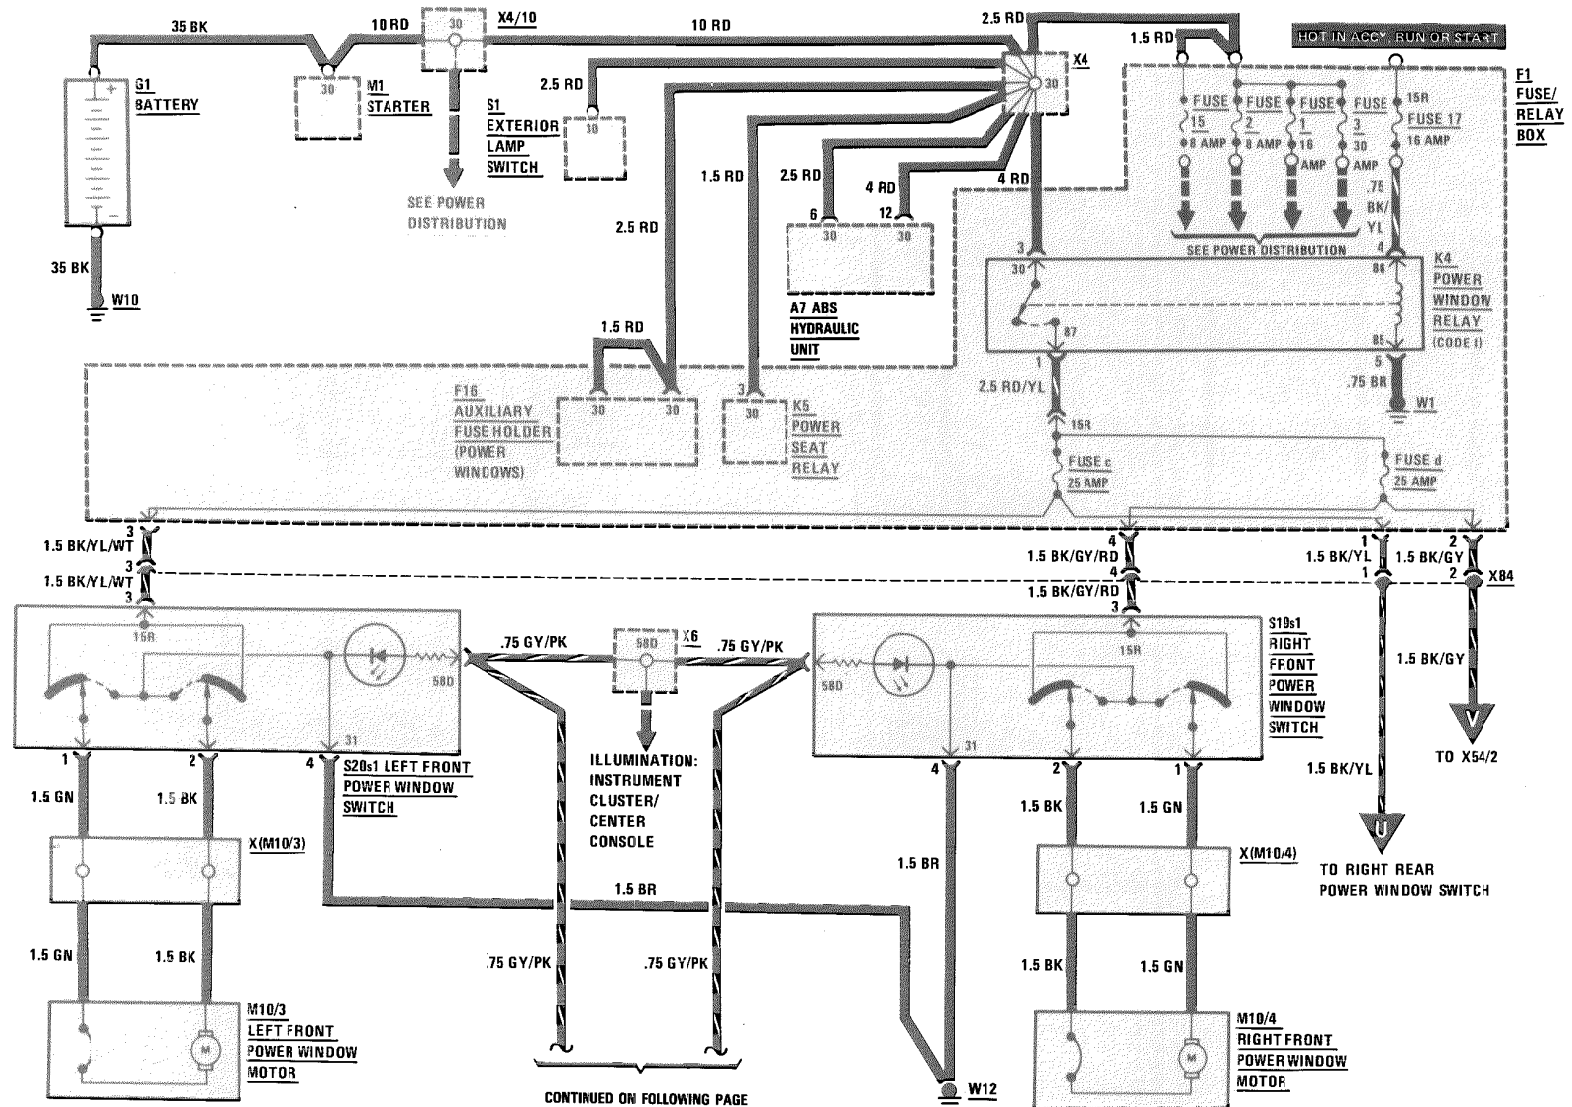 35 BK
10 RD
30
X4/10
10 RD
2.5 RD
1.5 RD
HOT IN ACCY, RUN OR START
G1
BATTERY
+
−
30
M1
STARTER
2.5 RD
S1
EXTERIOR
LAMP
SWITCH
10
X4
30
F1
FUSE/
RELAY
BOX
FUSE
15
8 AMP
FUSE
2
8 AMP
FUSE
1
16
AMP
FUSE
3
30
AMP
15R
FUSE 17
16 AMP
SEE POWER
DISTRIBUTION
2.5 RD
1.5 RD
2.5 RD
4 RD
4 RD
.75
BK/
YL
SEE POWER DISTRIBUTION
6
30
12
30
A7 ABS
HYDRAULIC
UNIT
35 BK
W10
3
30
4
86
K4
POWER
WINDOW
RELAY
(CODE I)
87
85
1
5
2.5 RD/YL
.75 BR
W1
1.5 RD
F16
AUXILIARY
FUSEHOLDER
(POWER
WINDOWS)
30
30
3
30
K5
POWER
SEAT
RELAY
15R
FUSE c
25 AMP
FUSE d
25 AMP
3
1.5 BK/YL/WT
3
1.5 BK/YL/WT
3
4
1.5 BK/GY/RD
4
1.5 BK/GY/RD
3
1
1.5 BK/YL
1
2
1.5 BK/GY
2
X84
15R
58D
31
.75 GY/PK
58D
X6
.75 GY/PK
58D
15R
31
S19s1
RIGHT
FRONT
POWER
WINDOW
SWITCH
1.5 BK/GY
V
TO X54/2
1
2
4
S20s1 LEFT FRONT
POWER WINDOW
SWITCH
ILLUMINATION:
INSTRUMENT
CLUSTER/
CENTER
CONSOLE
4
2
1
1.5 BK/YL
U
TO RIGHT REAR
POWER WINDOW SWITCH
1.5 GN
1.5 BK
X(M10/3)
1.5 BR
1.5 BR
1.5 BK
1.5 GN
X(M10/4)
1.5 GN
1.5 BK
.75 GY/PK
.75 GY/PK
1.5 BK
1.5 GN
M
M10/3
LEFT FRONT
POWER WINDOW
MOTOR
CONTINUED ON FOLLOWING PAGE
W12
M
M10/4
RIGHT FRONT
POWER WINDOW
MOTOR